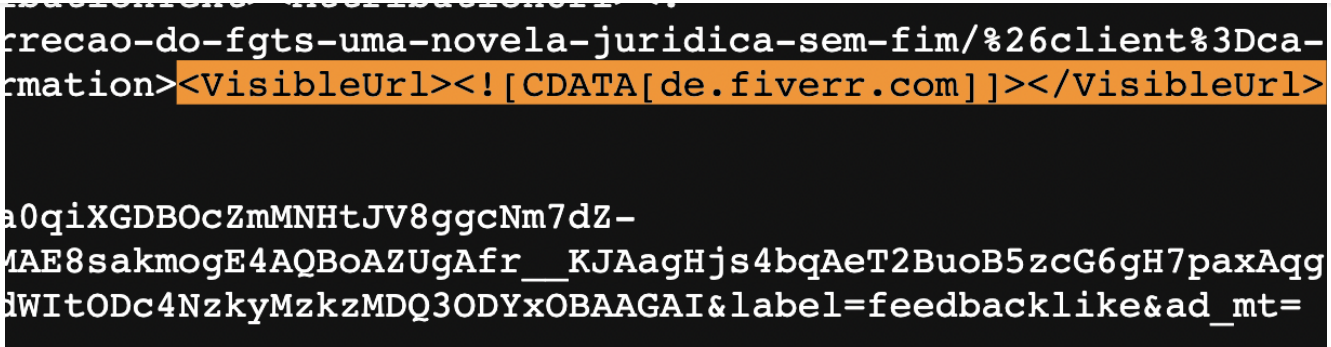 rrecao-do-fgts-uma-novela-juridica-sem-fim/%26client%3Dca-
rmation><VisibleUrl><![CDATA[de.fiverr.com]]></VisibleUrl>
a0qiXGDBOcZmMNHtJV8ggcNm7dZ-
MAE8sakmogE4AQBoAZUgAfr__KJAagHjs4bqAeT2BuoB5zcG6gH7paxAqg
dWItODc4NzkyMzkzMDQ3ODYxOBAAGAI&label=feedbacklike&ad_mt=